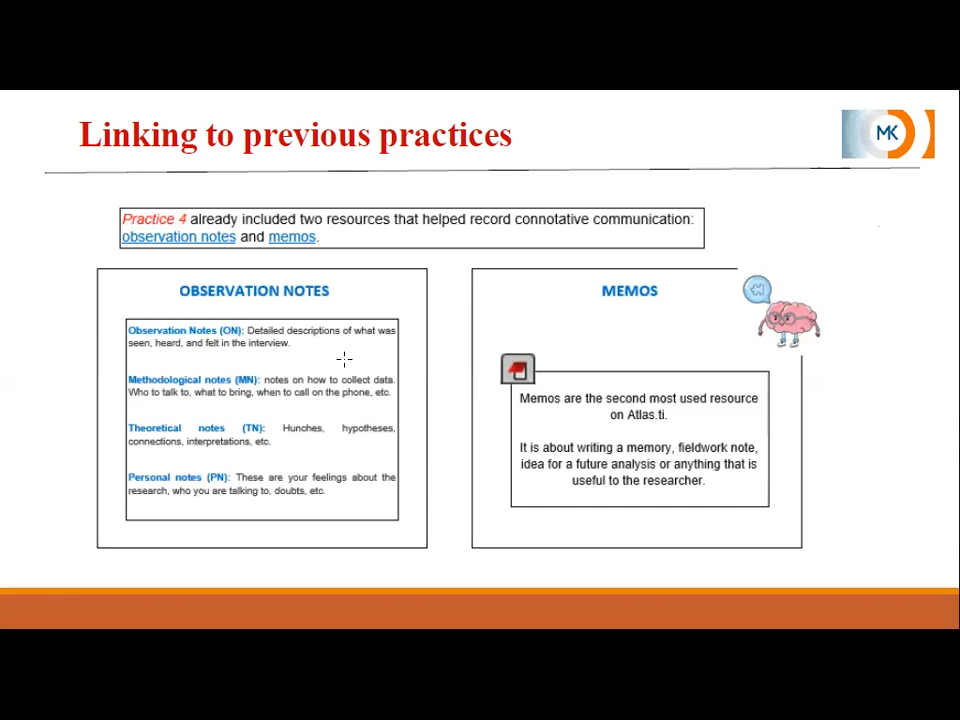 Linking to previous practices
MK
Practice 4 already included two resources that helped record connotative communication:
observation notes and memos.
OBSERVATION NOTES
Observation Notes (ON): Detailed descriptions of what was
seen, heard, and felt in the interview.
Methodological notes (MN): notes on how to collect data.
Who to talk to, what to bring, when to call on the phone, etc.
Theoretical notes (TN): Hunches, hypotheses,
connections, interpretations, etc.
Personal notes (PN): These are your feelings about the
research, who you are talking to, doubts, etc.
MEMOS
Memos are the second most used resource
on Atlas.ti.
It is about writing a memory, fieldwork note,
idea for a future analysis or anything that is
useful to the researcher.